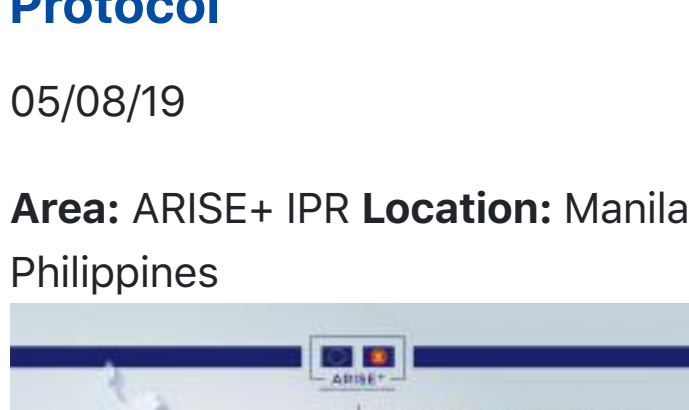 Protocol
05/08/19
Area: ARISE+ IPR Location: Manila
Philippines
ARISE+